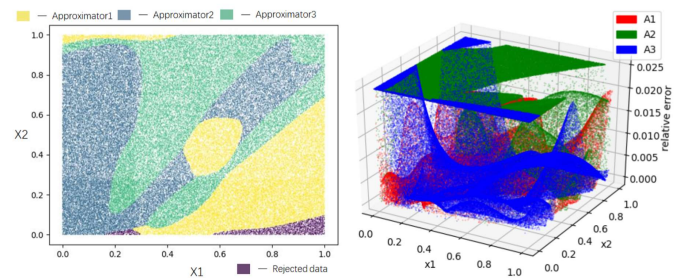 — Approximator1 — Approximator2 — Approximator3
1.0
0.8
0.6
0.4
0.2
0.0
X2
0.0 0.2 0.4 0.6 0.8 1.0
X1
— Rejected data
A1
A2
A3
0.025
0.020
0.015
0.010
0.005
0.000
relative error
0.0 0.2 0.4 0.6 0.8 1.0
x1
0.0 0.2 0.4 0.6 0.8 1.0
x2